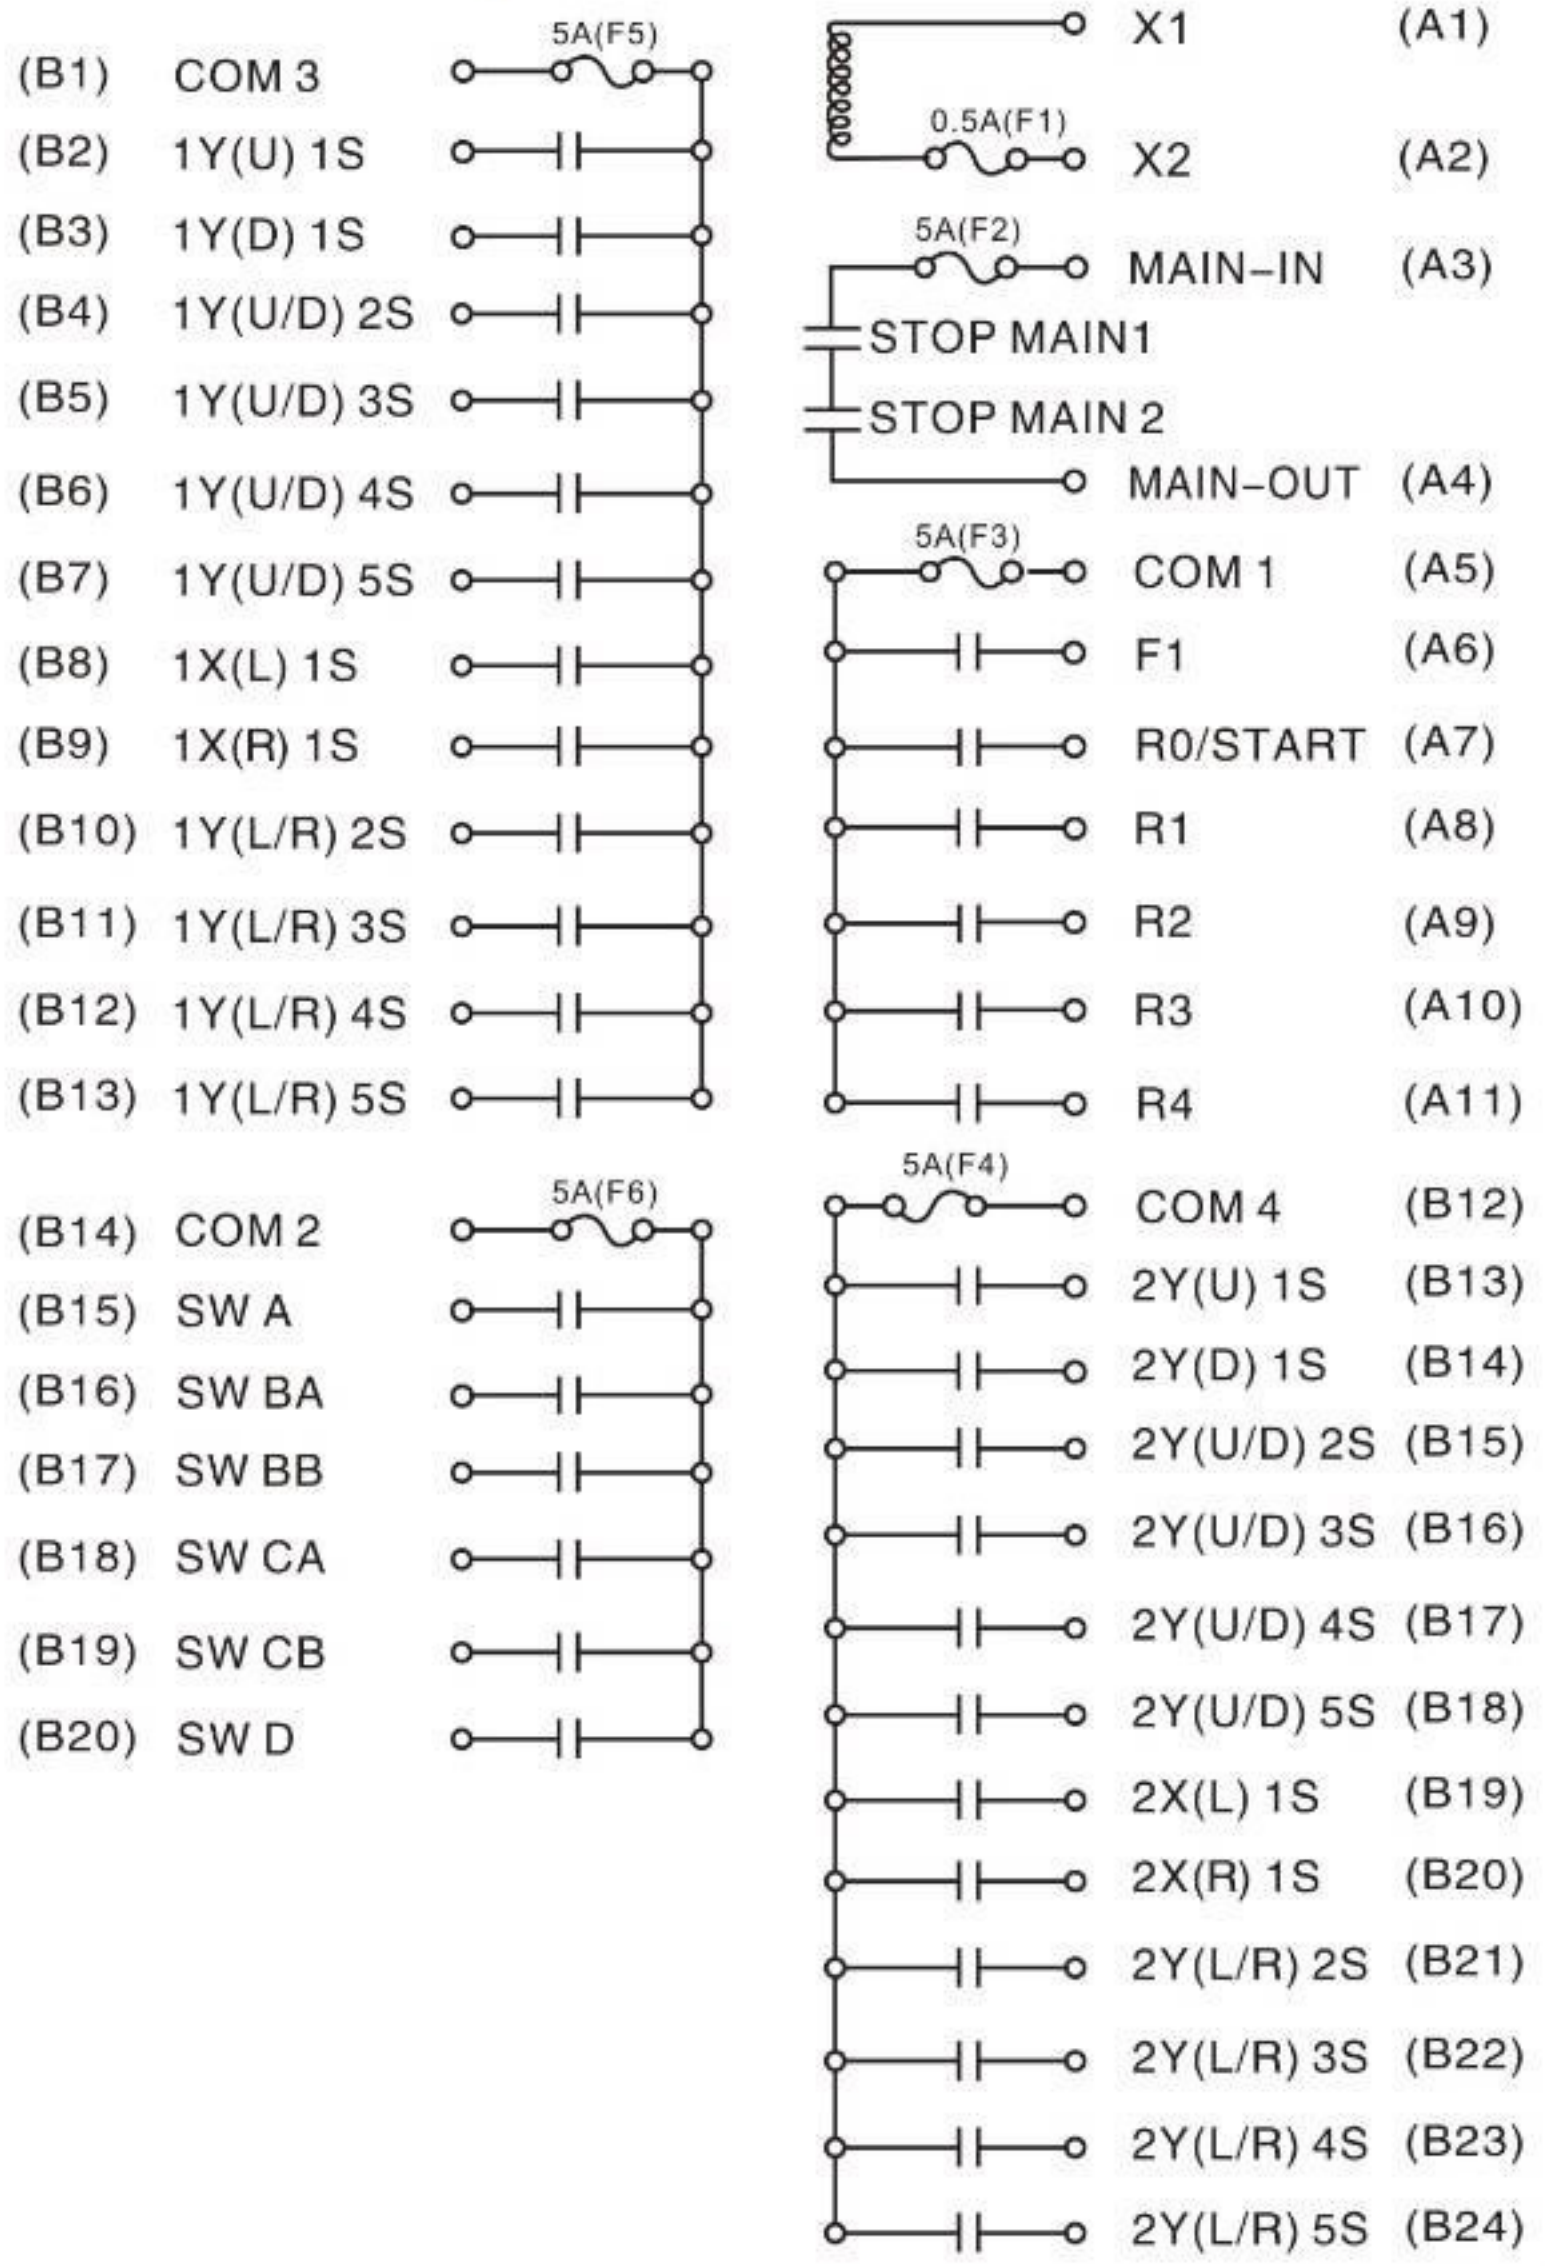 5A(F5)
(B1) COM 3
(B2) 1Y(U) 1S
(B3) 1Y(D) 1S
(B4) 1Y(U/D) 2S
(B5) 1Y(U/D) 3S
(B6) 1Y(U/D) 4S
(B7) 1Y(U/D) 5S
(B8) 1X(L) 1S
(B9) 1X(R) 1S
(B10) 1Y(L/R) 2S
(B11) 1Y(L/R) 3S
(B12) 1Y(L/R) 4S
(B13) 1Y(L/R) 5S
5A(F6)
(B14) COM 2
(B15) SW A
(B16) SW BA
(B17) SW BB
(B18) SW CA
(B19) SW CB
(B20) SW D
X1 (A1)
0.5A(F1)
X2 (A2)
5A(F2)
MAIN-IN (A3)
STOP MAIN1
STOP MAIN 2
MAIN-OUT (A4)
5A(F3)
COM 1 (A5)
F1 (A6)
R0/START (A7)
R1 (A8)
R2 (A9)
R3 (A10)
R4 (A11)
5A(F4)
COM 4 (B12)
2Y(U) 1S (B13)
2Y(D) 1S (B14)
2Y(U/D) 2S (B15)
2Y(U/D) 3S (B16)
2Y(U/D) 4S (B17)
2Y(U/D) 5S (B18)
2X(L) 1S (B19)
2X(R) 1S (B20)
2Y(L/R) 2S (B21)
2Y(L/R) 3S (B22)
2Y(L/R) 4S (B23)
2Y(L/R) 5S (B24)